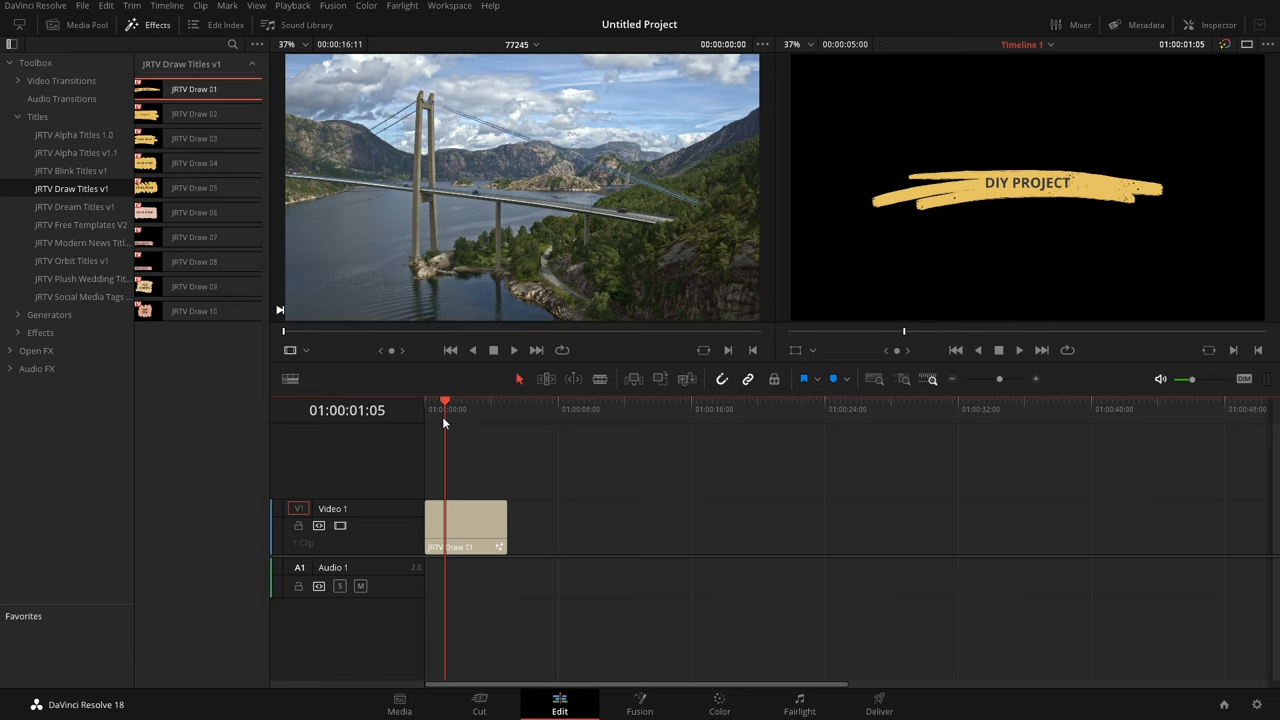 DaVinci Resolve File Edit Trim Timeline Clip Mark View Playback Fusion Color Fairlight Workspace Help
Media Pool Effects Edit Index Sound Library Untitled Project Mixer Metadata Inspector
37% 00:00:16:11 77245 00:00:00:00 37% 00:00:05:00 Timeline 1 01:00:01:05
Toolbox
Video Transitions
Audio Transitions
Titles
JRTV Alpha Titles 1.0
JRTV Alpha Titles v1.1
JRTV Blink Titles v1
JRTV Draw Titles v1
JRTV Dream Titles v1
JRTV Free Templates V2
JRTV Modern News Titl...
JRTV Orbit Titles v1
JRTV Plush Wedding Tit...
JRTV Social Media Tags ...
Generators
Effects
Open FX
Audio FX
Favorites
JRTV Draw Titles v1
JRTV Draw 01
JRTV Draw 02
JRTV Draw 03
JRTV Draw 04
JRTV Draw 05
JRTV Draw 06
JRTV Draw 07
JRTV Draw 08
JRTV Draw 09
JRTV Draw 10
DIY PROJECT
DIM
01:00:01:05
01:00:00:00 01:00:08:00 01:00:16:00 01:00:24:00 01:00:32:00 01:00:40:00 01:00:48:00
V1 Video 1
1 Clip
JRTV Draw 01
A1 Audio 1 2.0
S M
DaVinci Resolve 18
Media Cut Edit Fusion Color Fairlight Deliver